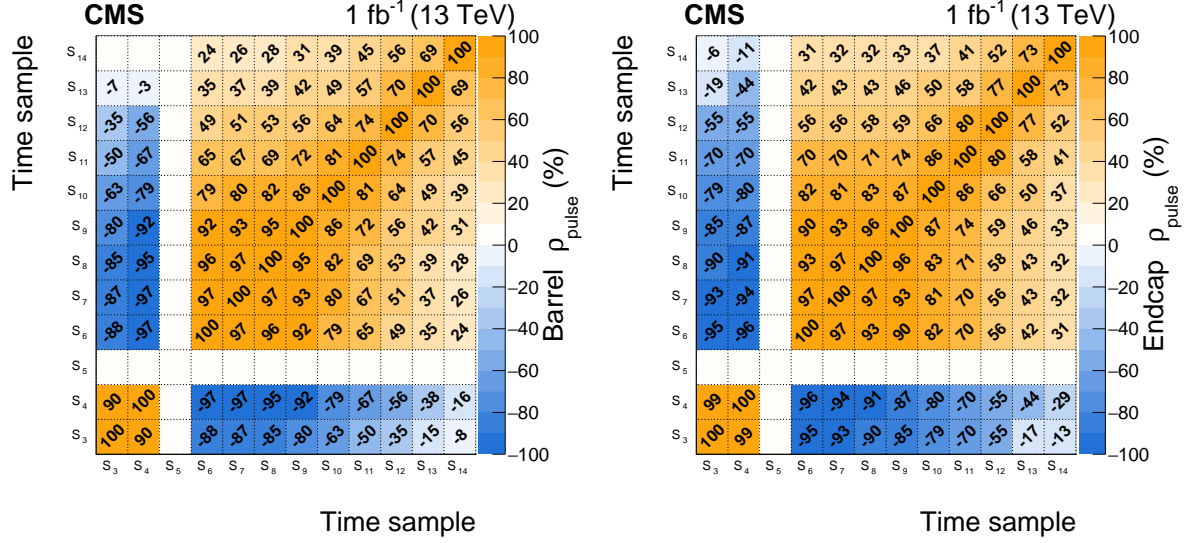 CMS 1 fb⁻¹ (13 TeV)
Time sample
S14 24 26 28 31 39 45 56 69 100
S13 -7 -3 35 37 39 42 49 57 70 100 69
S12 -35 -56 49 51 53 56 64 74 100 70 56
S11 -50 -67 65 67 69 72 81 100 74 57 45
S10 -63 -79 79 80 82 86 100 81 64 49 39
S9 -80 -92 92 93 95 100 86 72 56 42 31
S8 -85 -95 96 97 100 95 82 69 53 39 28
S7 -87 -97 97 100 97 93 80 67 51 37 26
S6 -88 -97 100 97 96 92 79 65 49 35 24
S5
S4 90 100 -97 -97 -95 -92 -79 -67 -56 -38 -16
S3 100 90 -88 -87 -85 -80 -63 -50 -35 -15 -8
S3 S4 S5 S6 S7 S8 S9 S10 S11 S12 S13 S14
Time sample
100
80
60
40
20
0
−20
−40
−60
−80
−100
Barrel ρpulse (%)
CMS 1 fb⁻¹ (13 TeV)
Time sample
S14 -6 -11 31 32 32 33 37 41 52 73 100
S13 -19 -44 42 43 43 46 50 58 77 100 73
S12 -55 -55 56 56 58 59 66 80 100 77 52
S11 -70 -70 70 70 71 74 86 100 80 58 41
S10 -79 -80 82 81 83 87 100 86 66 50 37
S9 -85 -87 90 93 96 100 87 74 59 46 33
S8 -90 -91 93 97 100 96 83 71 58 43 32
S7 -93 -94 97 100 97 93 81 70 56 43 32
S6 -95 -96 100 97 93 90 82 70 56 42 31
S5
S4 99 100 -96 -94 -91 -87 -80 -70 -55 -44 -29
S3 100 99 -95 -93 -90 -85 -79 -70 -55 -17 -13
S3 S4 S5 S6 S7 S8 S9 S10 S11 S12 S13 S14
Time sample
100
80
60
40
20
0
−20
−40
−60
−80
−100
Endcap ρpulse (%)